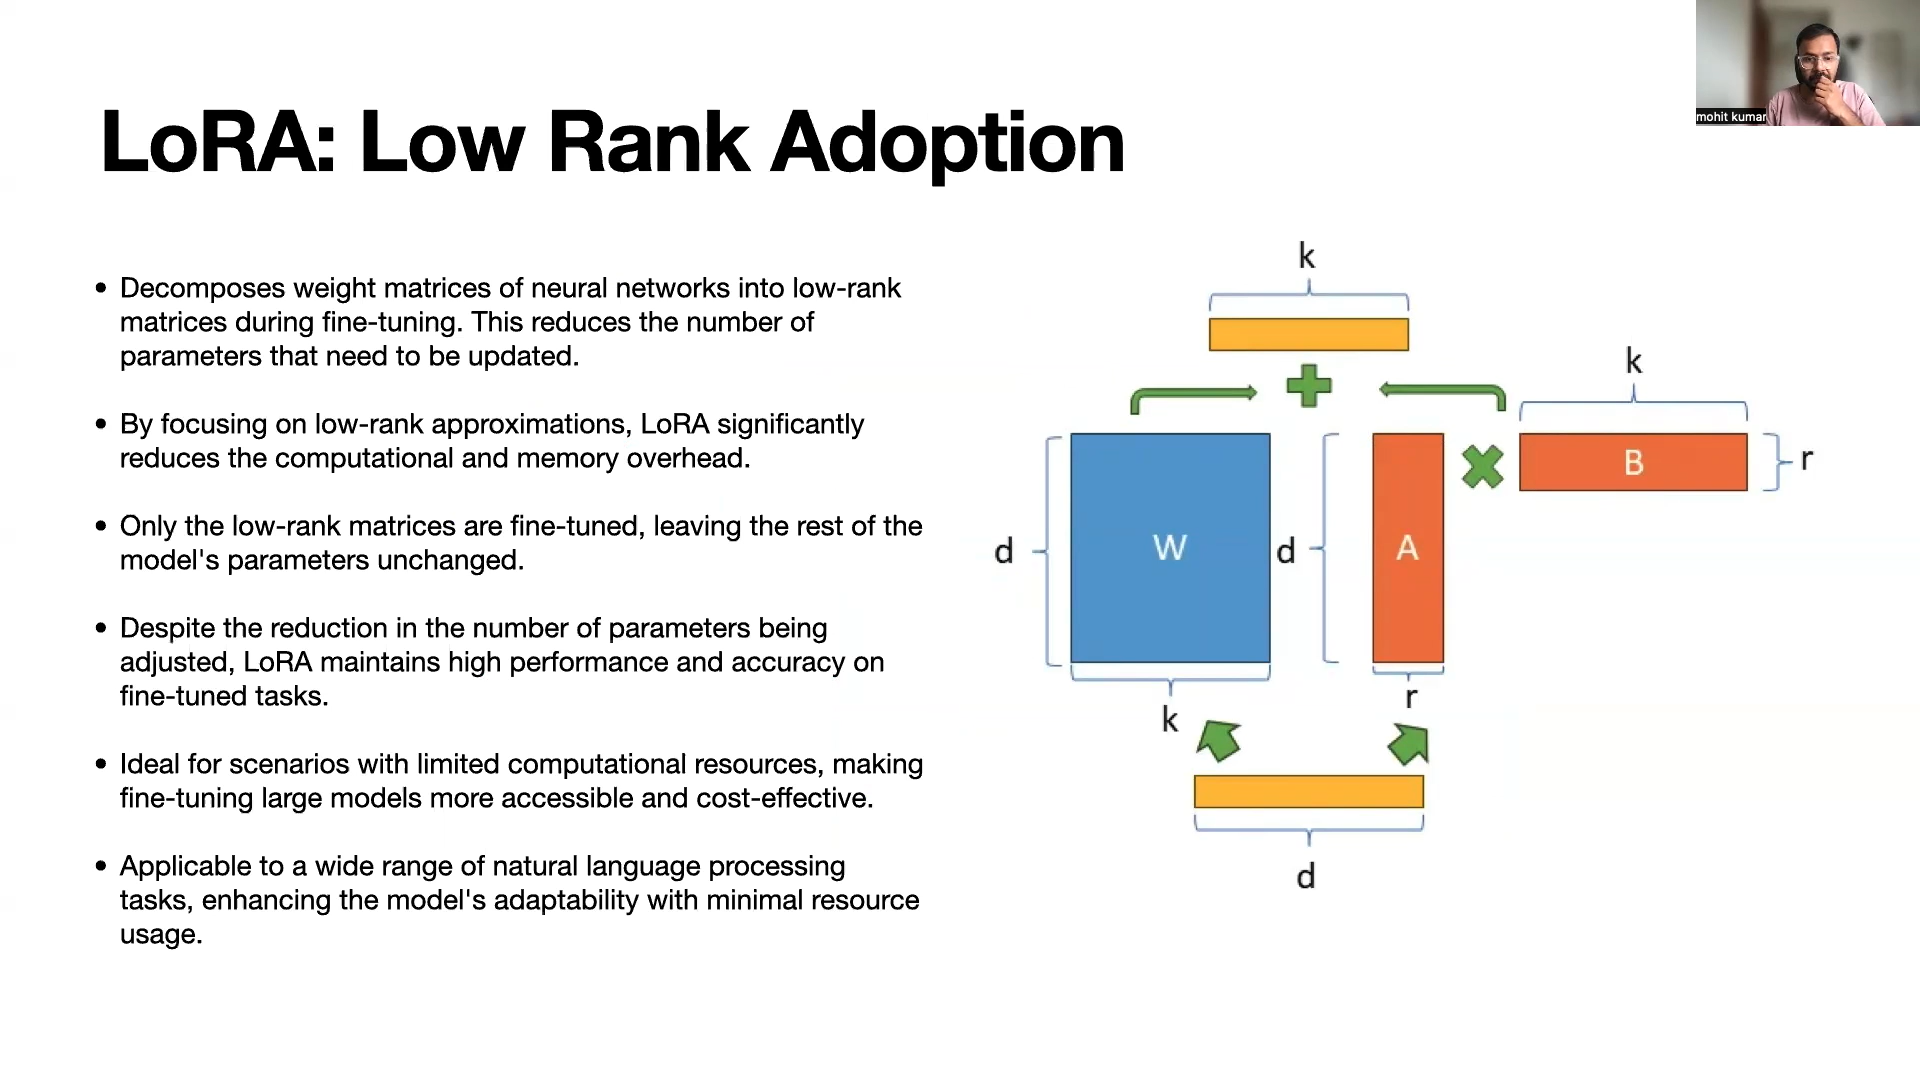 mohit kumar
LoRA: Low Rank Adoption
• Decomposes weight matrices of neural networks into low-rank
matrices during fine-tuning. This reduces the number of
parameters that need to be updated.
• By focusing on low-rank approximations, LoRA significantly
reduces the computational and memory overhead.
• Only the low-rank matrices are fine-tuned, leaving the rest of the
model's parameters unchanged.
• Despite the reduction in the number of parameters being
adjusted, LoRA maintains high performance and accuracy on
fine-tuned tasks.
• Ideal for scenarios with limited computational resources, making
fine-tuning large models more accessible and cost-effective.
• Applicable to a wide range of natural language processing
tasks, enhancing the model's adaptability with minimal resource
usage.
k
k
B
r
d
W
d
A
r
k
d